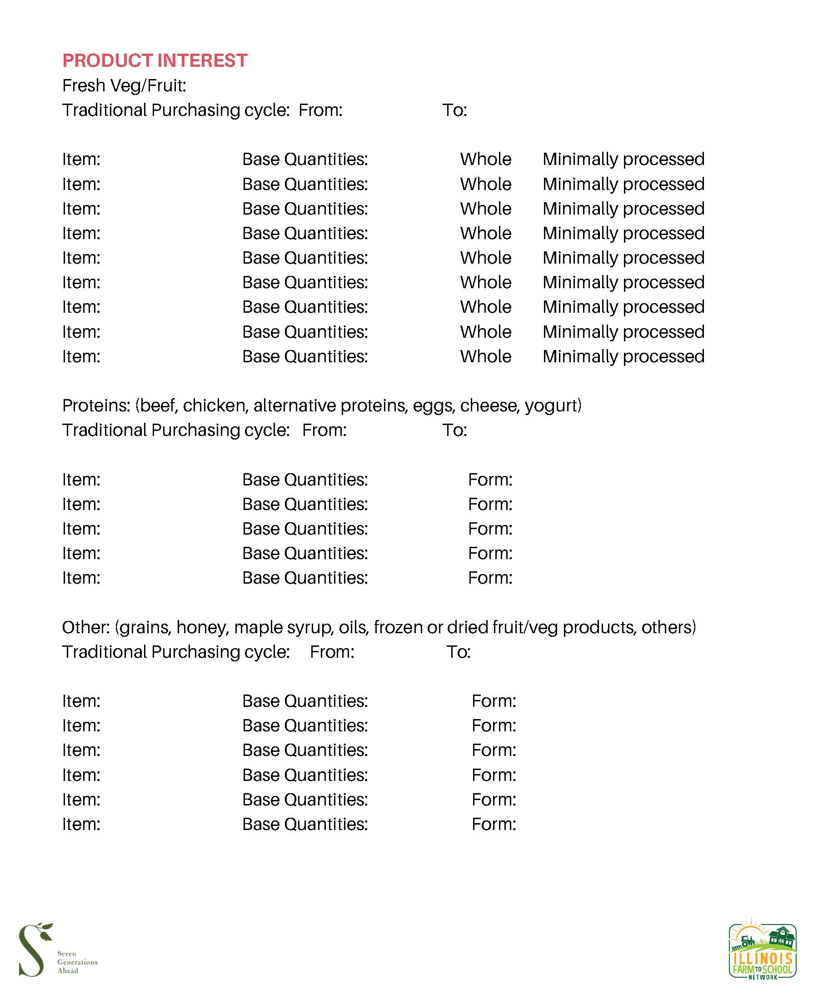 PRODUCT INTEREST
Fresh Veg/Fruit:
Traditional Purchasing cycle: From: To:
Item: Base Quantities: Whole Minimally processed
Item: Base Quantities: Whole Minimally processed
Item: Base Quantities: Whole Minimally processed
Item: Base Quantities: Whole Minimally processed
Item: Base Quantities: Whole Minimally processed
Item: Base Quantities: Whole Minimally processed
Item: Base Quantities: Whole Minimally processed
Item: Base Quantities: Whole Minimally processed
Item: Base Quantities: Whole Minimally processed
Proteins: (beef, chicken, alternative proteins, eggs, cheese, yogurt)
Traditional Purchasing cycle: From: To:
Item: Base Quantities: Form:
Item: Base Quantities: Form:
Item: Base Quantities: Form:
Item: Base Quantities: Form:
Item: Base Quantities: Form:
Other: (grains, honey, maple syrup, oils, frozen or dried fruit/veg products, others)
Traditional Purchasing cycle: From: To:
Item: Base Quantities: Form:
Item: Base Quantities: Form:
Item: Base Quantities: Form:
Item: Base Quantities: Form:
Item: Base Quantities: Form:
Item: Base Quantities: Form:
S
Seven
Generations
Ahead
ILLINOIS
FARM TO SCHOOL
NETWORK